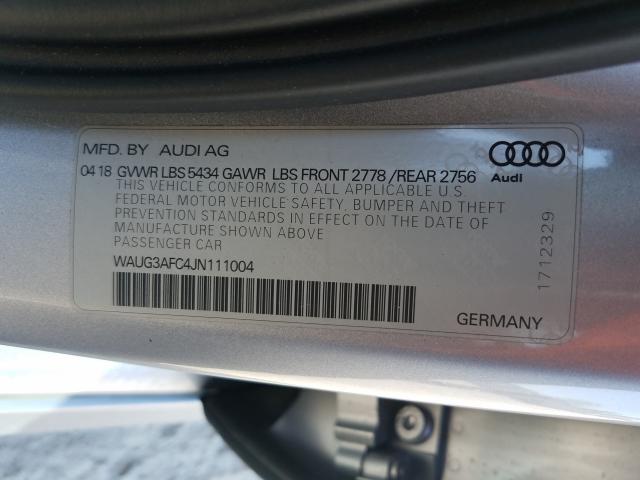 MFD. BY AUDI AG
04 18 GVWR LBS 5434 GAWR LBS FRONT 2778 /REAR 2756
THIS VEHICLE CONFORMS TO ALL APPLICABLE U S
FEDERAL MOTOR VEHICLE SAFETY, BUMPER AND THEFT
PREVENTION STANDARDS IN EFFECT ON THE DATE OF
MANUFACTURE SHOWN ABOVE
PASSENGER CAR
WAUG3AFC4JN111004
GERMANY
Audi
1712329